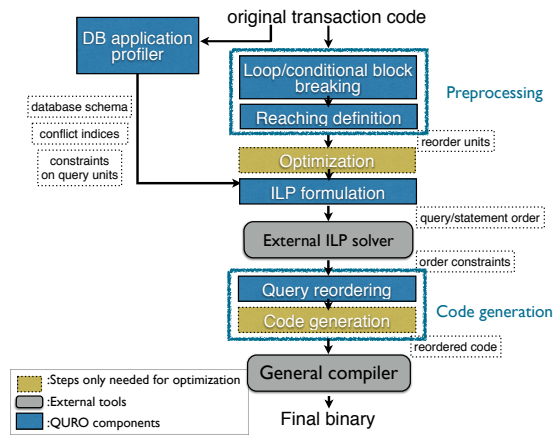 original transaction code
DB application
profiler
Loop/conditional block
breaking
Reaching definition
Preprocessing
database schema
conflict indices
constraints
on query units
reorder units
Optimization
ILP formulation
query/statement order
External ILP solver
order constraints
Query reordering
Code generation
Code generation
reordered code
General compiler
Final binary
:Steps only needed for optimization
:External tools
:QURO components